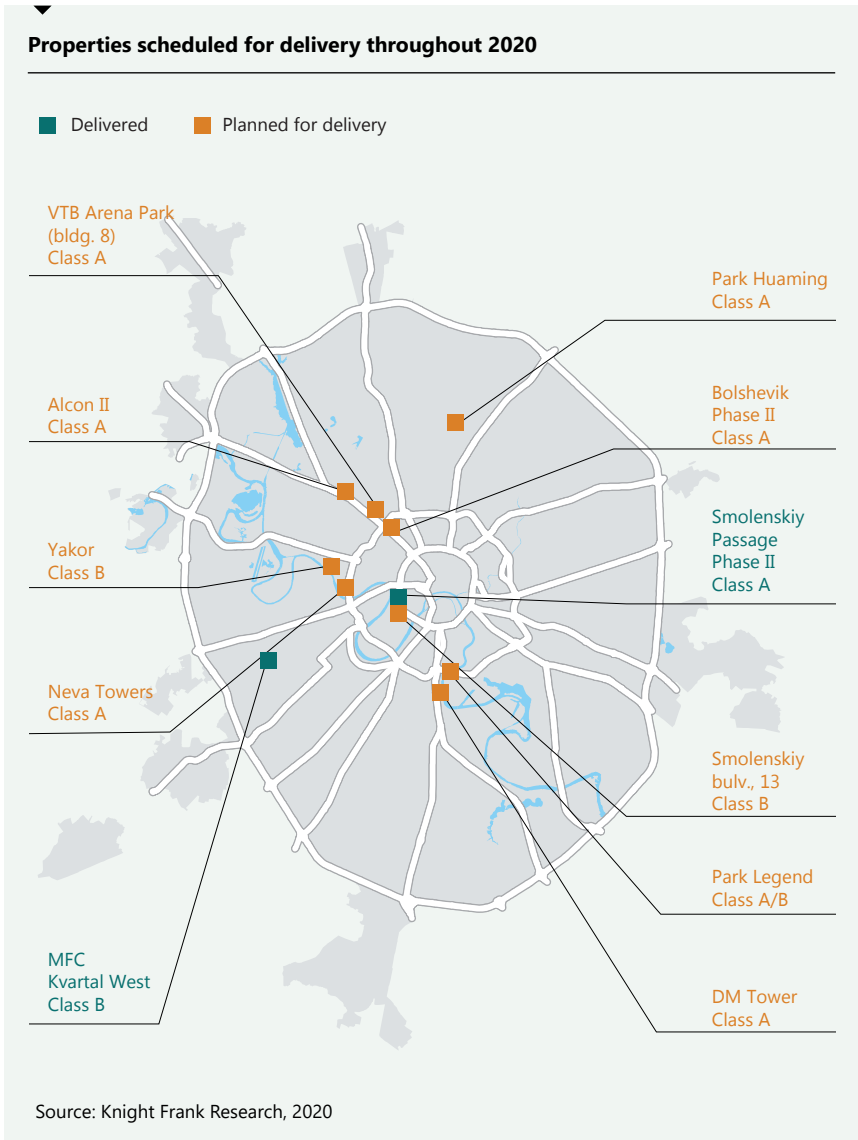 Properties scheduled for delivery throughout 2020
Delivered
Planned for delivery
VTB Arena Park
(bldg. 8)
Class A
Alcon II
Class A
Yakor
Class B
Neva Towers
Class A
MFC
Kvartal West
Class B
Park Huaming
Class A
Bolshevik
Phase II
Class A
Smolenskiy
Passage
Phase II
Class A
Smolenskiy
bulv., 13
Class B
Park Legend
Class A/B
DM Tower
Class A
Source: Knight Frank Research, 2020